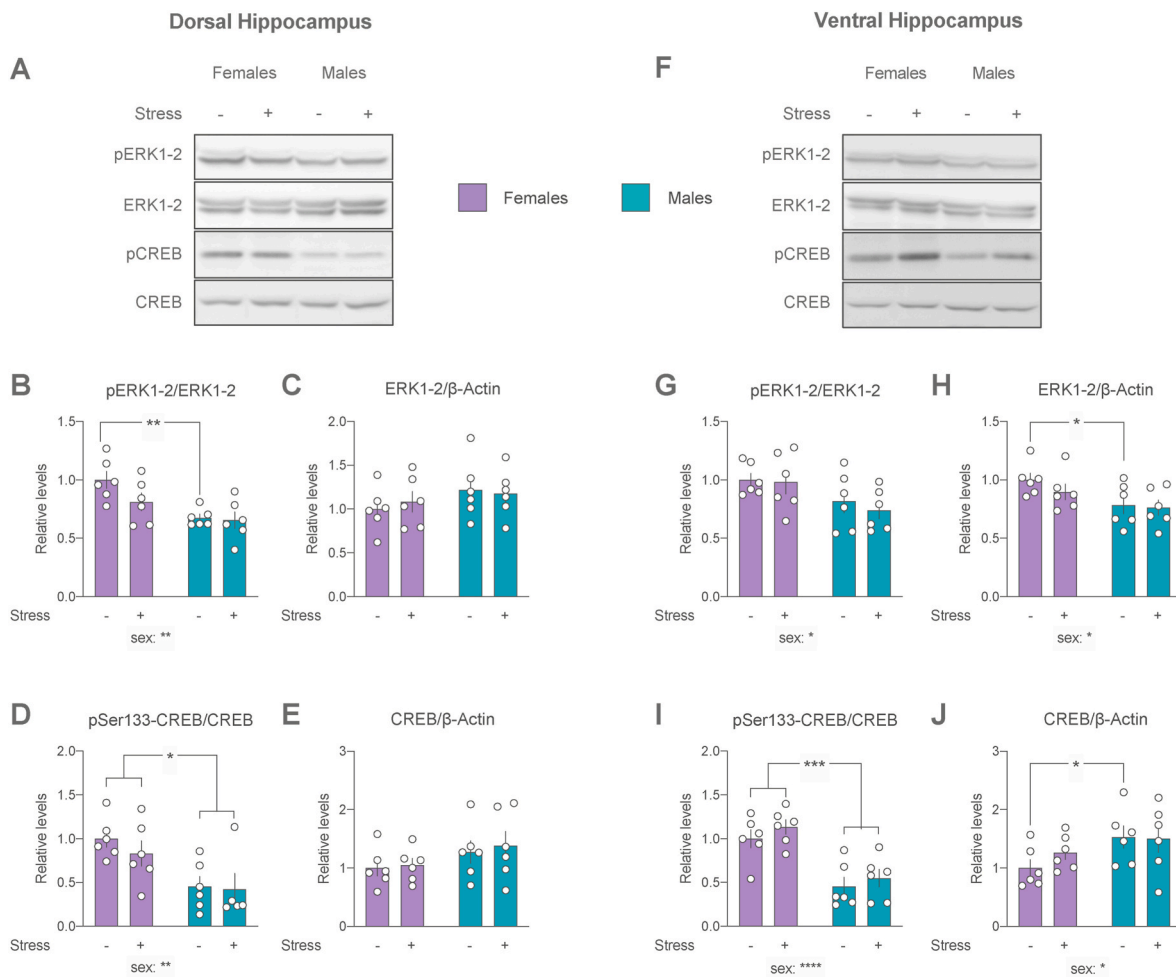 Dorsal Hippocampus
A
Females Males
Stress - + - +
pERK1-2
ERK1-2
pCREB
CREB
Females
Males
Ventral Hippocampus
F
Females Males
Stress - + - +
pERK1-2
ERK1-2
pCREB
CREB
B
pERK1-2/ERK1-2
Relative levels
1.5
1.0
0.5
0.0
**
Stress - + - +
sex: **
C
ERK1-2/β-Actin
Relative levels
2.0
1.5
1.0
0.5
0.0
- + - +
G
pERK1-2/ERK1-2
Relative levels
1.5
1.0
0.5
0.0
Stress - + - +
sex: *
H
ERK1-2/β-Actin
Relative levels
1.5
1.0
0.5
0.0
*
- + - +
sex: *
D
pSer133-CREB/CREB
Relative levels
2.0
1.5
1.0
0.5
0.0
*
Stress - + - +
sex: **
E
CREB/β-Actin
Relative levels
3
2
1
0
- + - +
I
pSer133-CREB/CREB
Relative levels
2.0
1.5
1.0
0.5
0.0
***
Stress - + - +
sex: ****
J
CREB/β-Actin
Relative levels
3
2
1
0
*
- + - +
sex: *